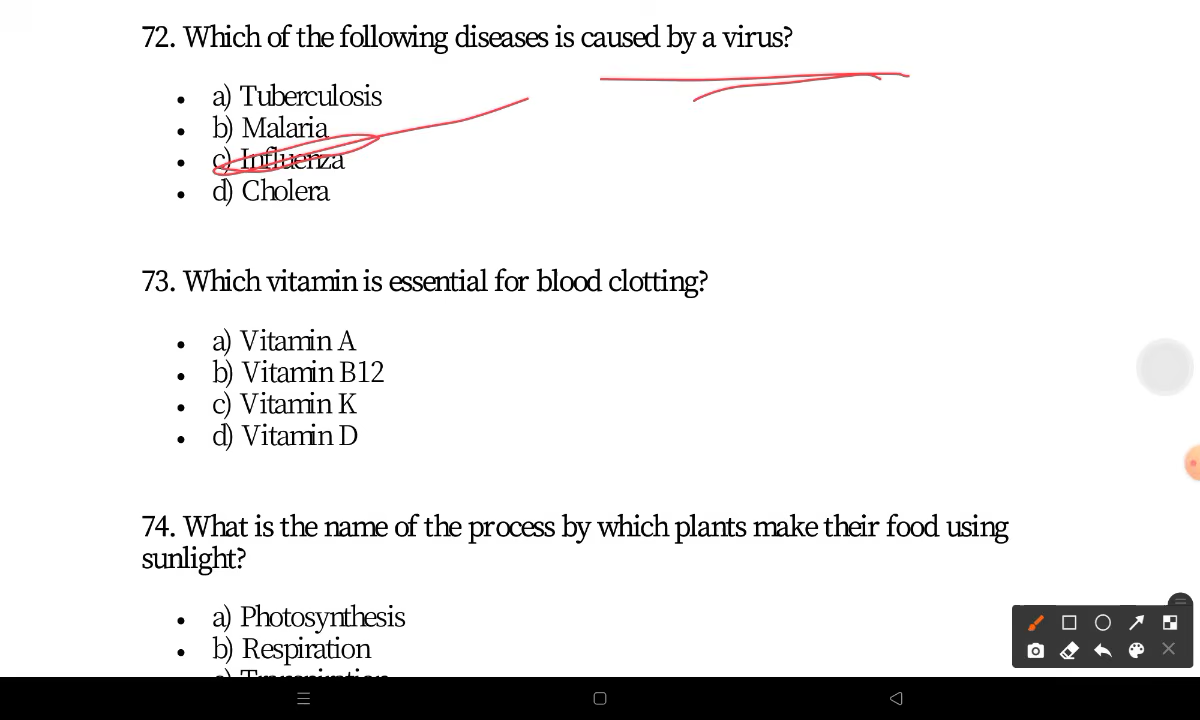 72. Which of the following diseases is caused by a virus?
• a) Tuberculosis
• b) Malaria
• c) Influenza
• d) Cholera
73. Which vitamin is essential for blood clotting?
• a) Vitamin A
• b) Vitamin B12
• c) Vitamin K
• d) Vitamin D
74. What is the name of the process by which plants make their food using
sunlight?
• a) Photosynthesis
• b) Respiration